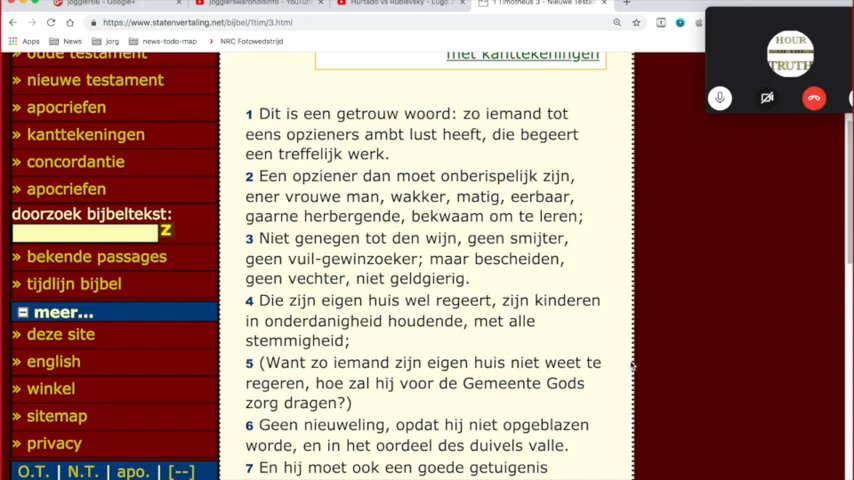 jogglerб6 - Google+
jogglerswarondisinfo - YouTu
Hurtado vs Rublevsky - Lugo
1 Timotheüs 3 - Nieuwe Testa
https://www.statenvertaling.net/bijbel/1tim/3.html
Apps
News
jorg
news-todo-map
NRC Fotowedstrijd
HOUR
TRUTH
» oude testament
» nieuwe testament
» apocriefen
» kanttekeningen
» concordantie
» apocriefen
doorzoek bijbeltekst:
Z
» bekende passages
» tijdlijn bijbel
meer...
» deze site
» english
» winkel
» sitemap
» privacy
O.T. | N.T. | apo. | [--]
met kanttekeningen
1 Dit is een getrouw woord: zo iemand tot
eens opzieners ambt lust heeft, die begeert
een treffelijk werk.
2 Een opziener dan moet onberispelijk zijn,
ener vrouwe man, wakker, matig, eerbaar,
gaarne herbergende, bekwaam om te leren;
3 Niet genegen tot den wijn, geen smijter,
geen vuil-gewinzoeker; maar bescheiden,
geen vechter, niet geldgierig.
4 Die zijn eigen huis wel regeert, zijn kinderen
in onderdanigheid houdende, met alle
stemmigheid;
5 (Want zo iemand zijn eigen huis niet weet te
regeren, hoe zal hij voor de Gemeente Gods
zorg dragen?)
6 Geen nieuweling, opdat hij niet opgeblazen
worde, en in het oordeel des duivels valle.
7 En hij moet ook een goede getuigenis